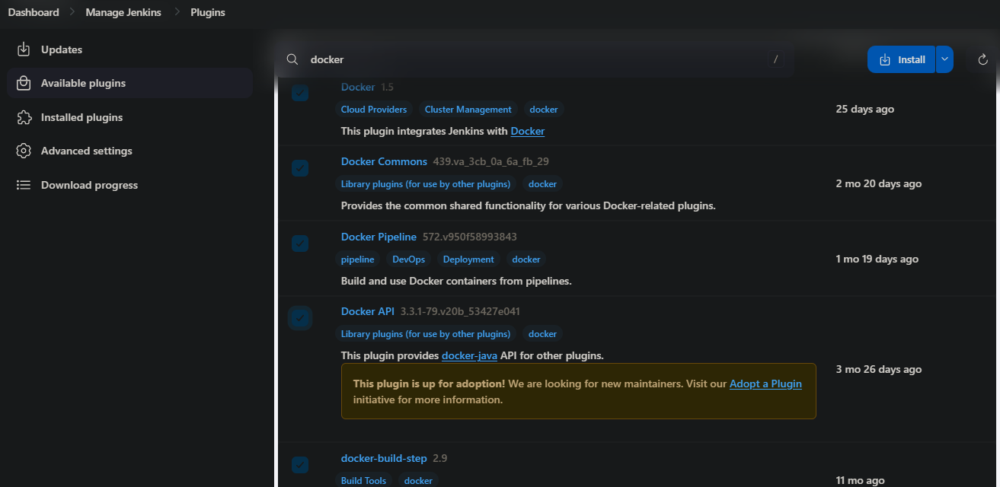 Dashboard > Manage Jenkins > Plugins
Updates
Available plugins
Installed plugins
Advanced settings
Download progress
docker /
Install
Docker 1.5
Cloud Providers Cluster Management docker
25 days ago
This plugin integrates Jenkins with Docker
Docker Commons 439.va_3cb_0a_6a_fb_29
Library plugins (for use by other plugins) docker
2 mo 20 days ago
Provides the common shared functionality for various Docker-related plugins.
Docker Pipeline 572.v950f58993843
pipeline DevOps Deployment docker
1 mo 19 days ago
Build and use Docker containers from pipelines.
Docker API 3.3.1-79.v20b_53427e041
Library plugins (for use by other plugins) docker
This plugin provides docker-java API for other plugins.
3 mo 26 days ago
This plugin is up for adoption! We are looking for new maintainers. Visit our Adopt a Plugin
initiative for more information.
docker-build-step 2.9
Build Tools docker
11 mo ago